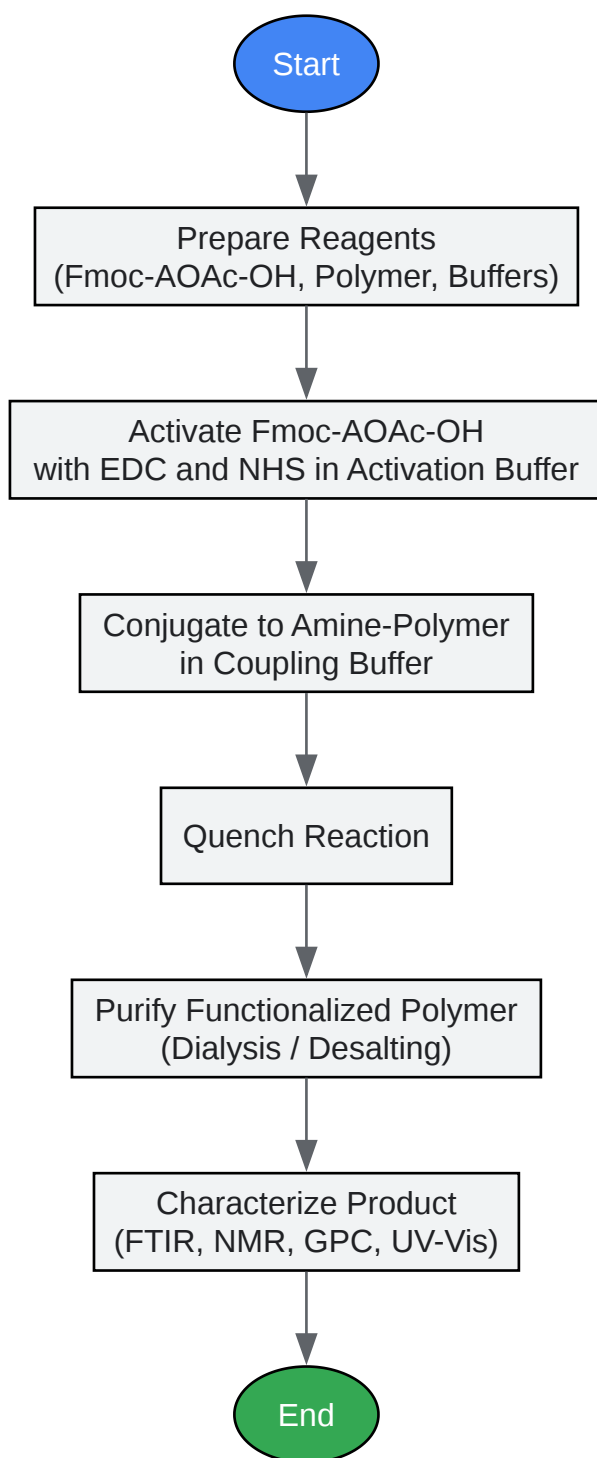 Start
Prepare Reagents
(Fmoc-AOAc-OH, Polymer, Buffers)
Activate Fmoc-AOAc-OH
with EDC and NHS in Activation Buffer
Conjugate to Amine-Polymer
in Coupling Buffer
Quench Reaction
Purify Functionalized Polymer
(Dialysis / Desalting)
Characterize Product
(FTIR, NMR, GPC, UV-Vis)
End